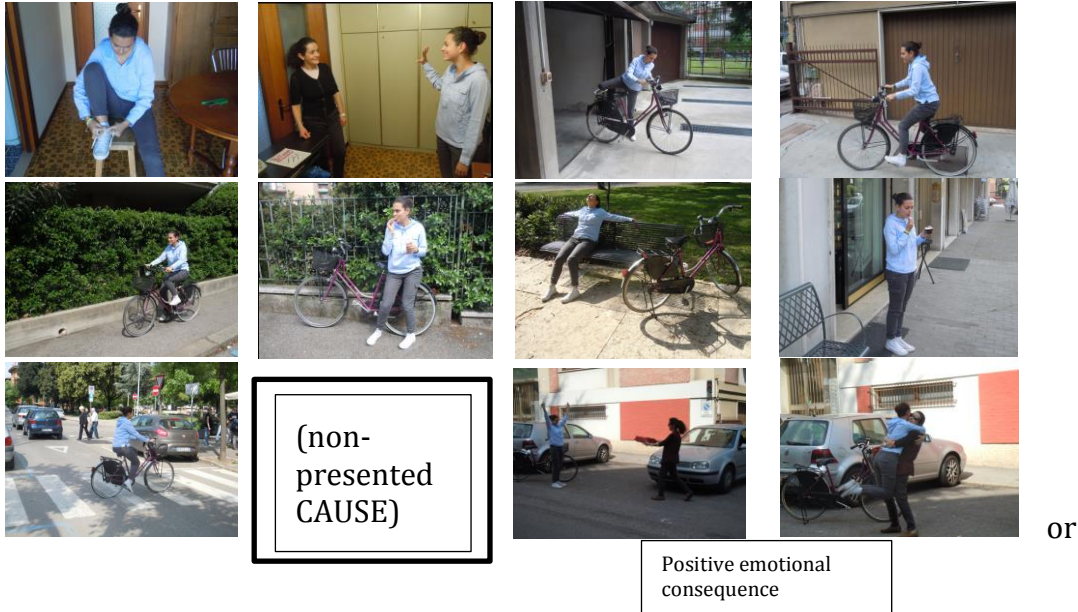 (non-
presented
CAUSE)
or
Positive emotional
consequence